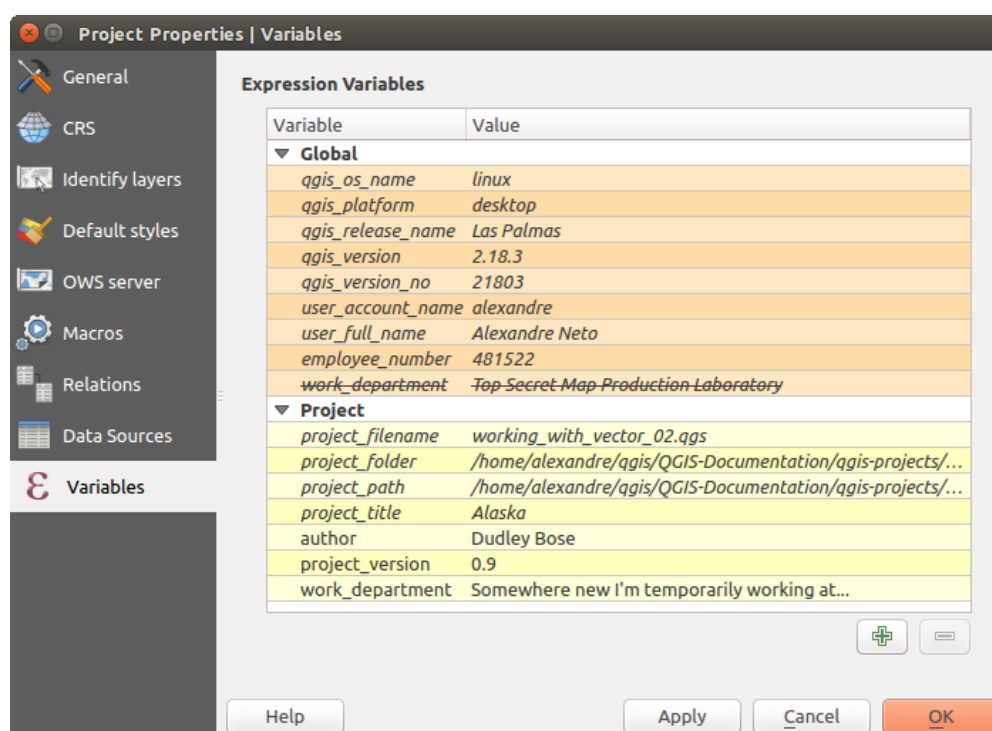 Project Properties | Variables
General
CRS
Identify layers
Default styles
OWS server
Macros
Relations
Data Sources
Variables
Expression Variables
Variable Value
Global
qgis_os_name linux
qgis_platform desktop
qgis_release_name Las Palmas
qgis_version 2.18.3
qgis_version_no 21803
user_account_name alexandre
user_full_name Alexandre Neto
employee_number 481522
work_department Top Secret Map Production Laboratory
Project
project_filename working_with_vector_02.qgs
project_folder /home/alexandre/qgis/QGIS-Documentation/qgis-projects/...
project_path /home/alexandre/qgis/QGIS-Documentation/qgis-projects/...
project_title Alaska
author Dudley Bose
project_version 0.9
work_department Somewhere new I'm temporarily working at...
Help Apply Cancel OK